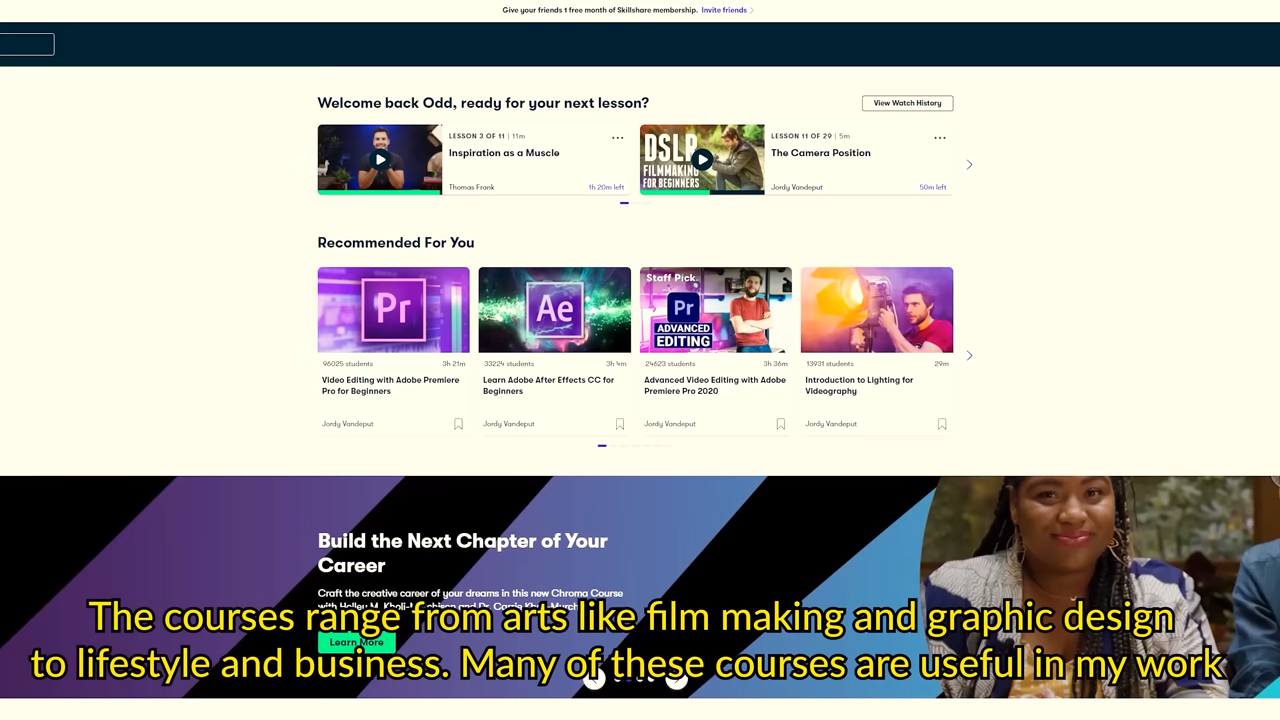 Give your friends 1 free month of Skillshare membership. Invite friends
Welcome back Odd, ready for your next lesson?
View Watch History
LESSON 3 OF 11 | 11m
Inspiration as a Muscle
Thomas Frank
1h 20m left
DSLR
FILMMAKING
FOR BEGINNERS
LESSON 11 OF 29 | 5m
The Camera Position
Jordy Vandeput
50m left
Recommended For You
Pr
96025 students
3h 21m
Video Editing with Adobe Premiere
Pro for Beginners
Jordy Vandeput
Ae
33224 students
3h 4m
Learn Adobe After Effects CC for
Beginners
Jordy Vandeput
Staff Pick
Pr
ADVANCED
EDITING
24623 students
3h 36m
Advanced Video Editing with Adobe
Premiere Pro 2020
Jordy Vandeput
13931 students
29m
Introduction to Lighting for
Videography
Jordy Vandeput
Build the Next Chapter of Your
Career
Craft the creative career of your dreams in this new Chroma Course
with Holley M. and Dr. Carrie
Learn More
The courses range from arts like film making and graphic design
to lifestyle and business. Many of these courses are useful in my work